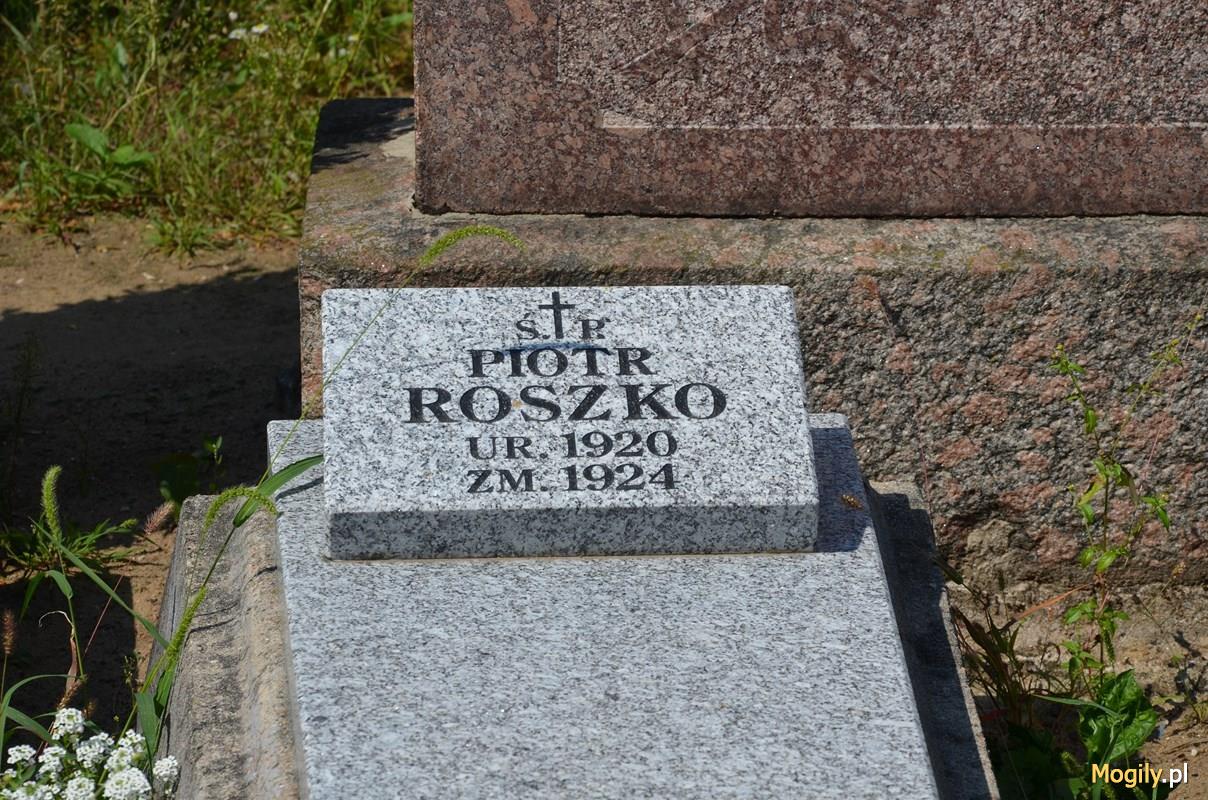 Ś. P.
PIOTR
ROSZKO
UR. 1920
ZM. 1924
Mogily.pl